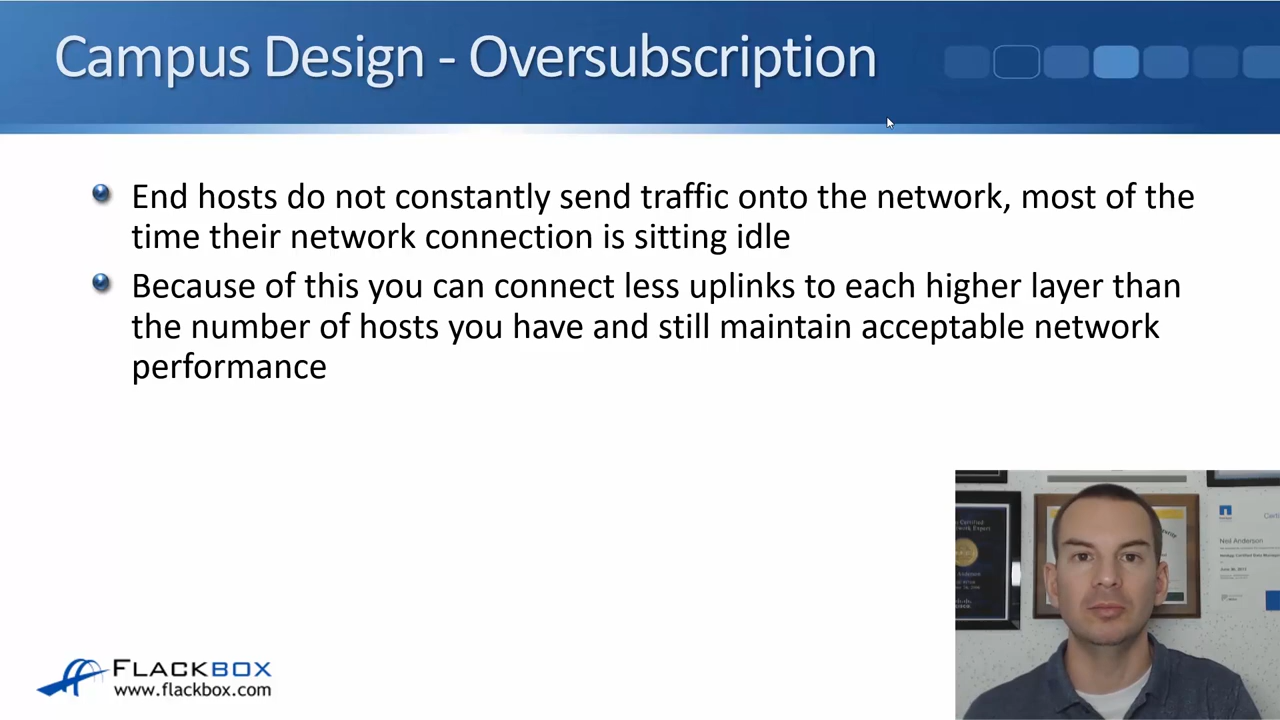 Campus Design - Oversubscription
End hosts do not constantly send traffic onto the network, most of the
time their network connection is sitting idle
Because of this you can connect less uplinks to each higher layer than
the number of hosts you have and still maintain acceptable network
performance
Neil Anderson
FLACKBOX
www.flackbox.com